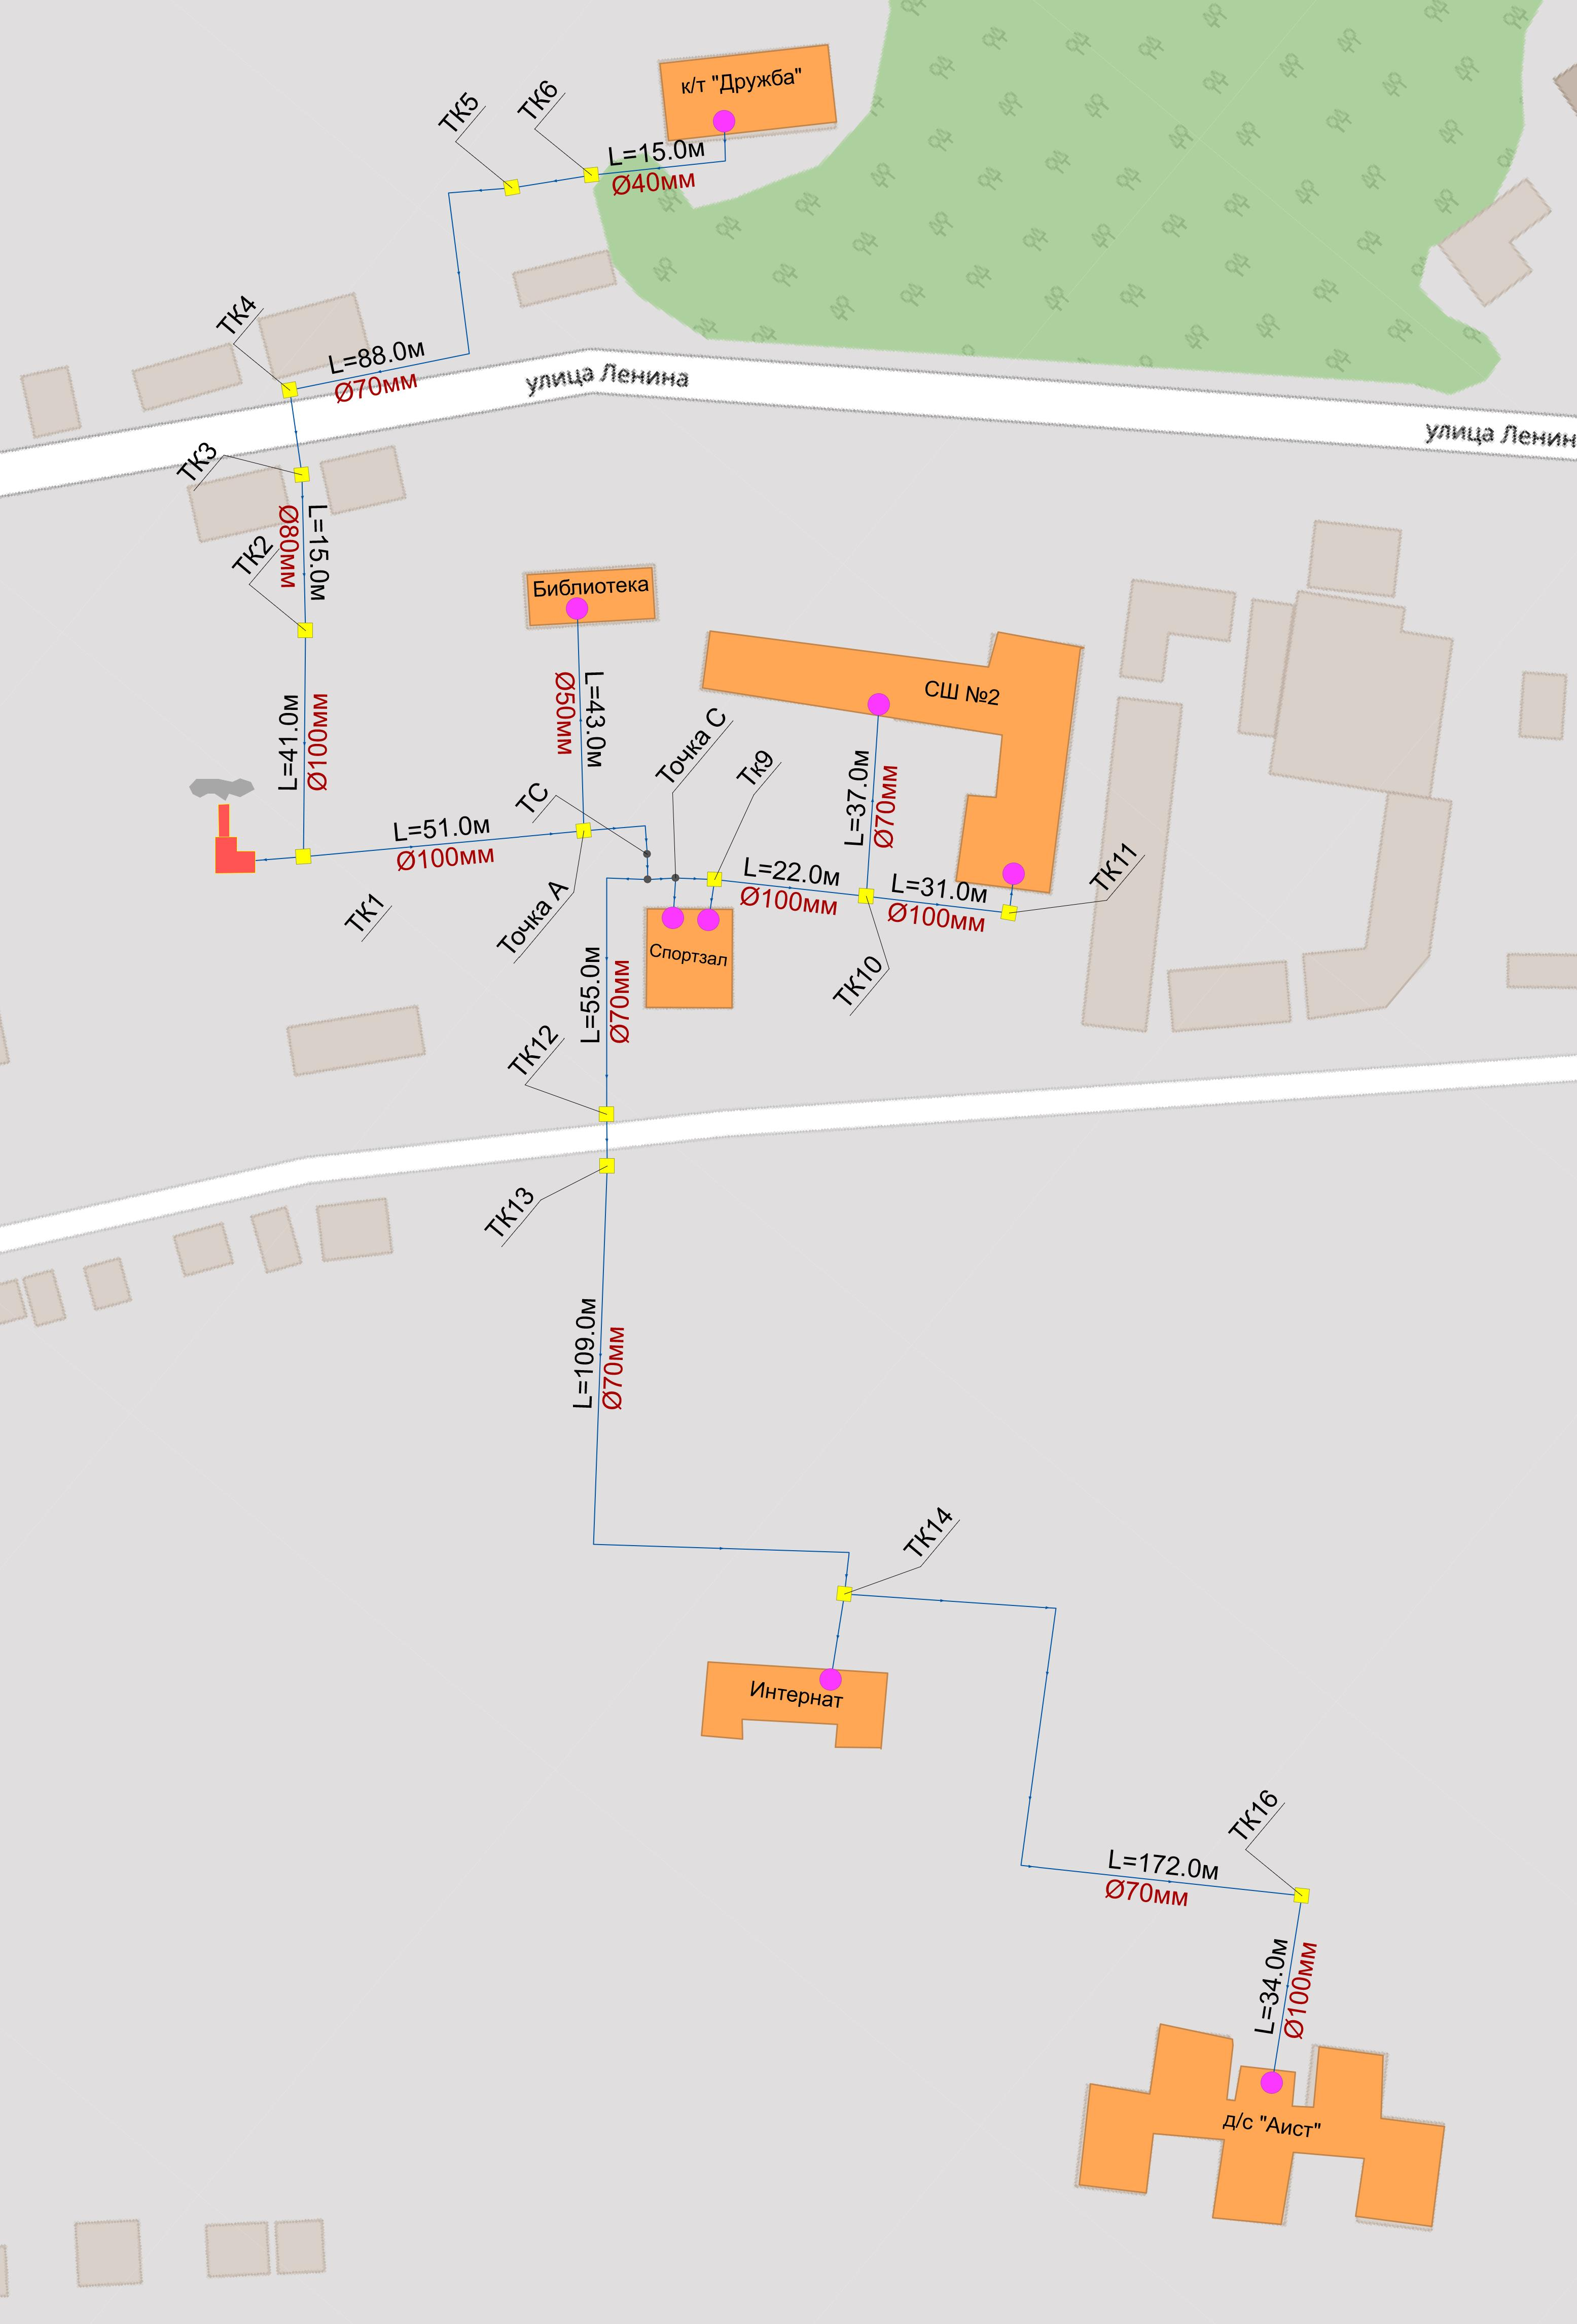 к/т "Дружба"
ТК5
ТК6
L=15.0м
Ø40мм
ТК4
L=88.0м
Ø70мм
улица Ленина
улица Ленин
ТК3
L=15.0м
Ø80мм
ТК2
Библиотека
СШ №2
L=43.0м
Ø50мм
L=41.0м
Ø100мм
Точка С
Тк9
L=37.0м
Ø70мм
ТС
L=51.0м
Ø100мм
L=22.0м
Ø100мм
L=31.0м
Ø100мм
ТК11
ТК1
Точка А
Спортзал
ТК10
L=55.0м
Ø70мм
ТК12
ТК13
L=109.0м
Ø70мм
ТК14
Интернат
ТК16
L=172.0м
Ø70мм
L=34.0м
Ø100мм
д/с "Аист"